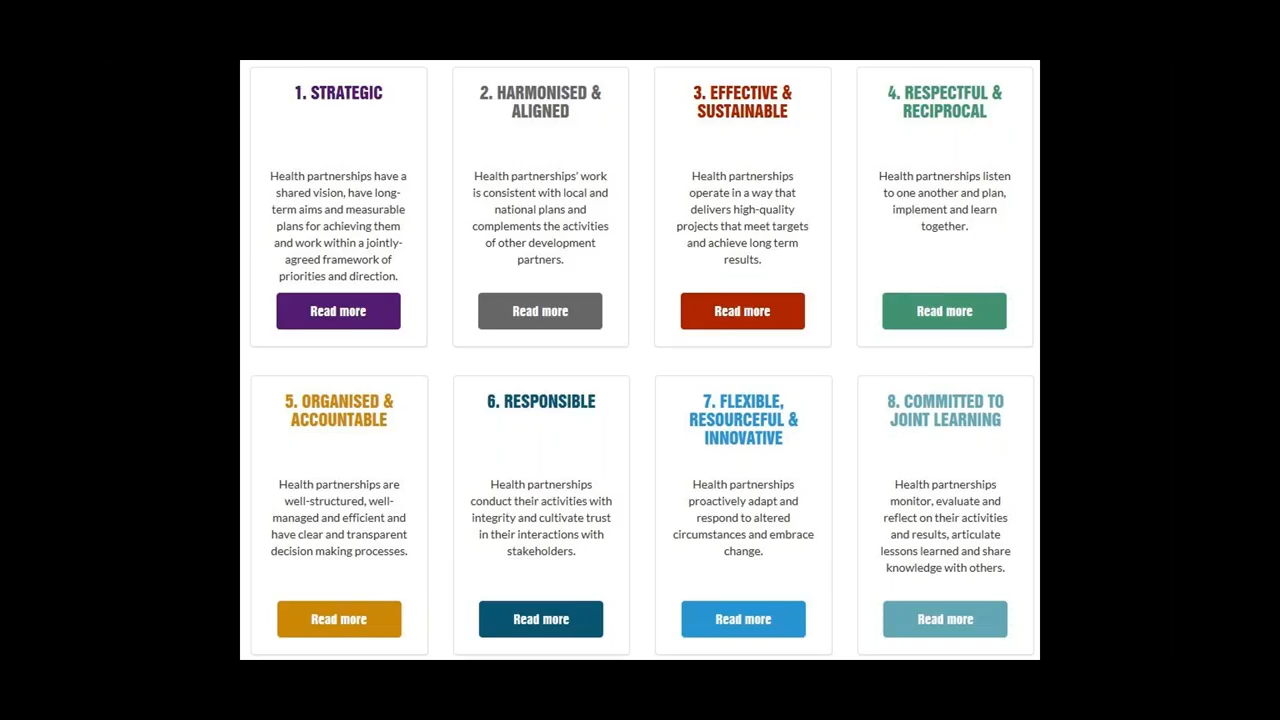 1. STRATEGIC
Health partnerships have a
shared vision, have long-
term aims and measurable
plans for achieving them
and work within a jointly-
agreed framework of
priorities and direction.
Read more
2. HARMONISED &
ALIGNED
Health partnerships' work
is consistent with local and
national plans and
complements the activities
of other development
partners.
Read more
3. EFFECTIVE &
SUSTAINABLE
Health partnerships
operate in a way that
delivers high-quality
projects that meet targets
and achieve long term
results.
Read more
4. RESPECTFUL &
RECIPROCAL
Health partnerships listen
to one another and plan,
implement and learn
together.
Read more
5. ORGANISED &
ACCOUNTABLE
Health partnerships are
well-structured, well-
managed and efficient and
have clear and transparent
decision making processes.
Read more
6. RESPONSIBLE
Health partnerships
conduct their activities with
integrity and cultivate trust
in their interactions with
stakeholders.
Read more
7. FLEXIBLE,
RESOURCEFUL &
INNOVATIVE
Health partnerships
proactively adapt and
respond to altered
circumstances and embrace
change.
Read more
8. COMMITTED TO
JOINT LEARNING
Health partnerships
monitor, evaluate and
reflect on their activities
and results, articulate
lessons learned and share
knowledge with others.
Read more